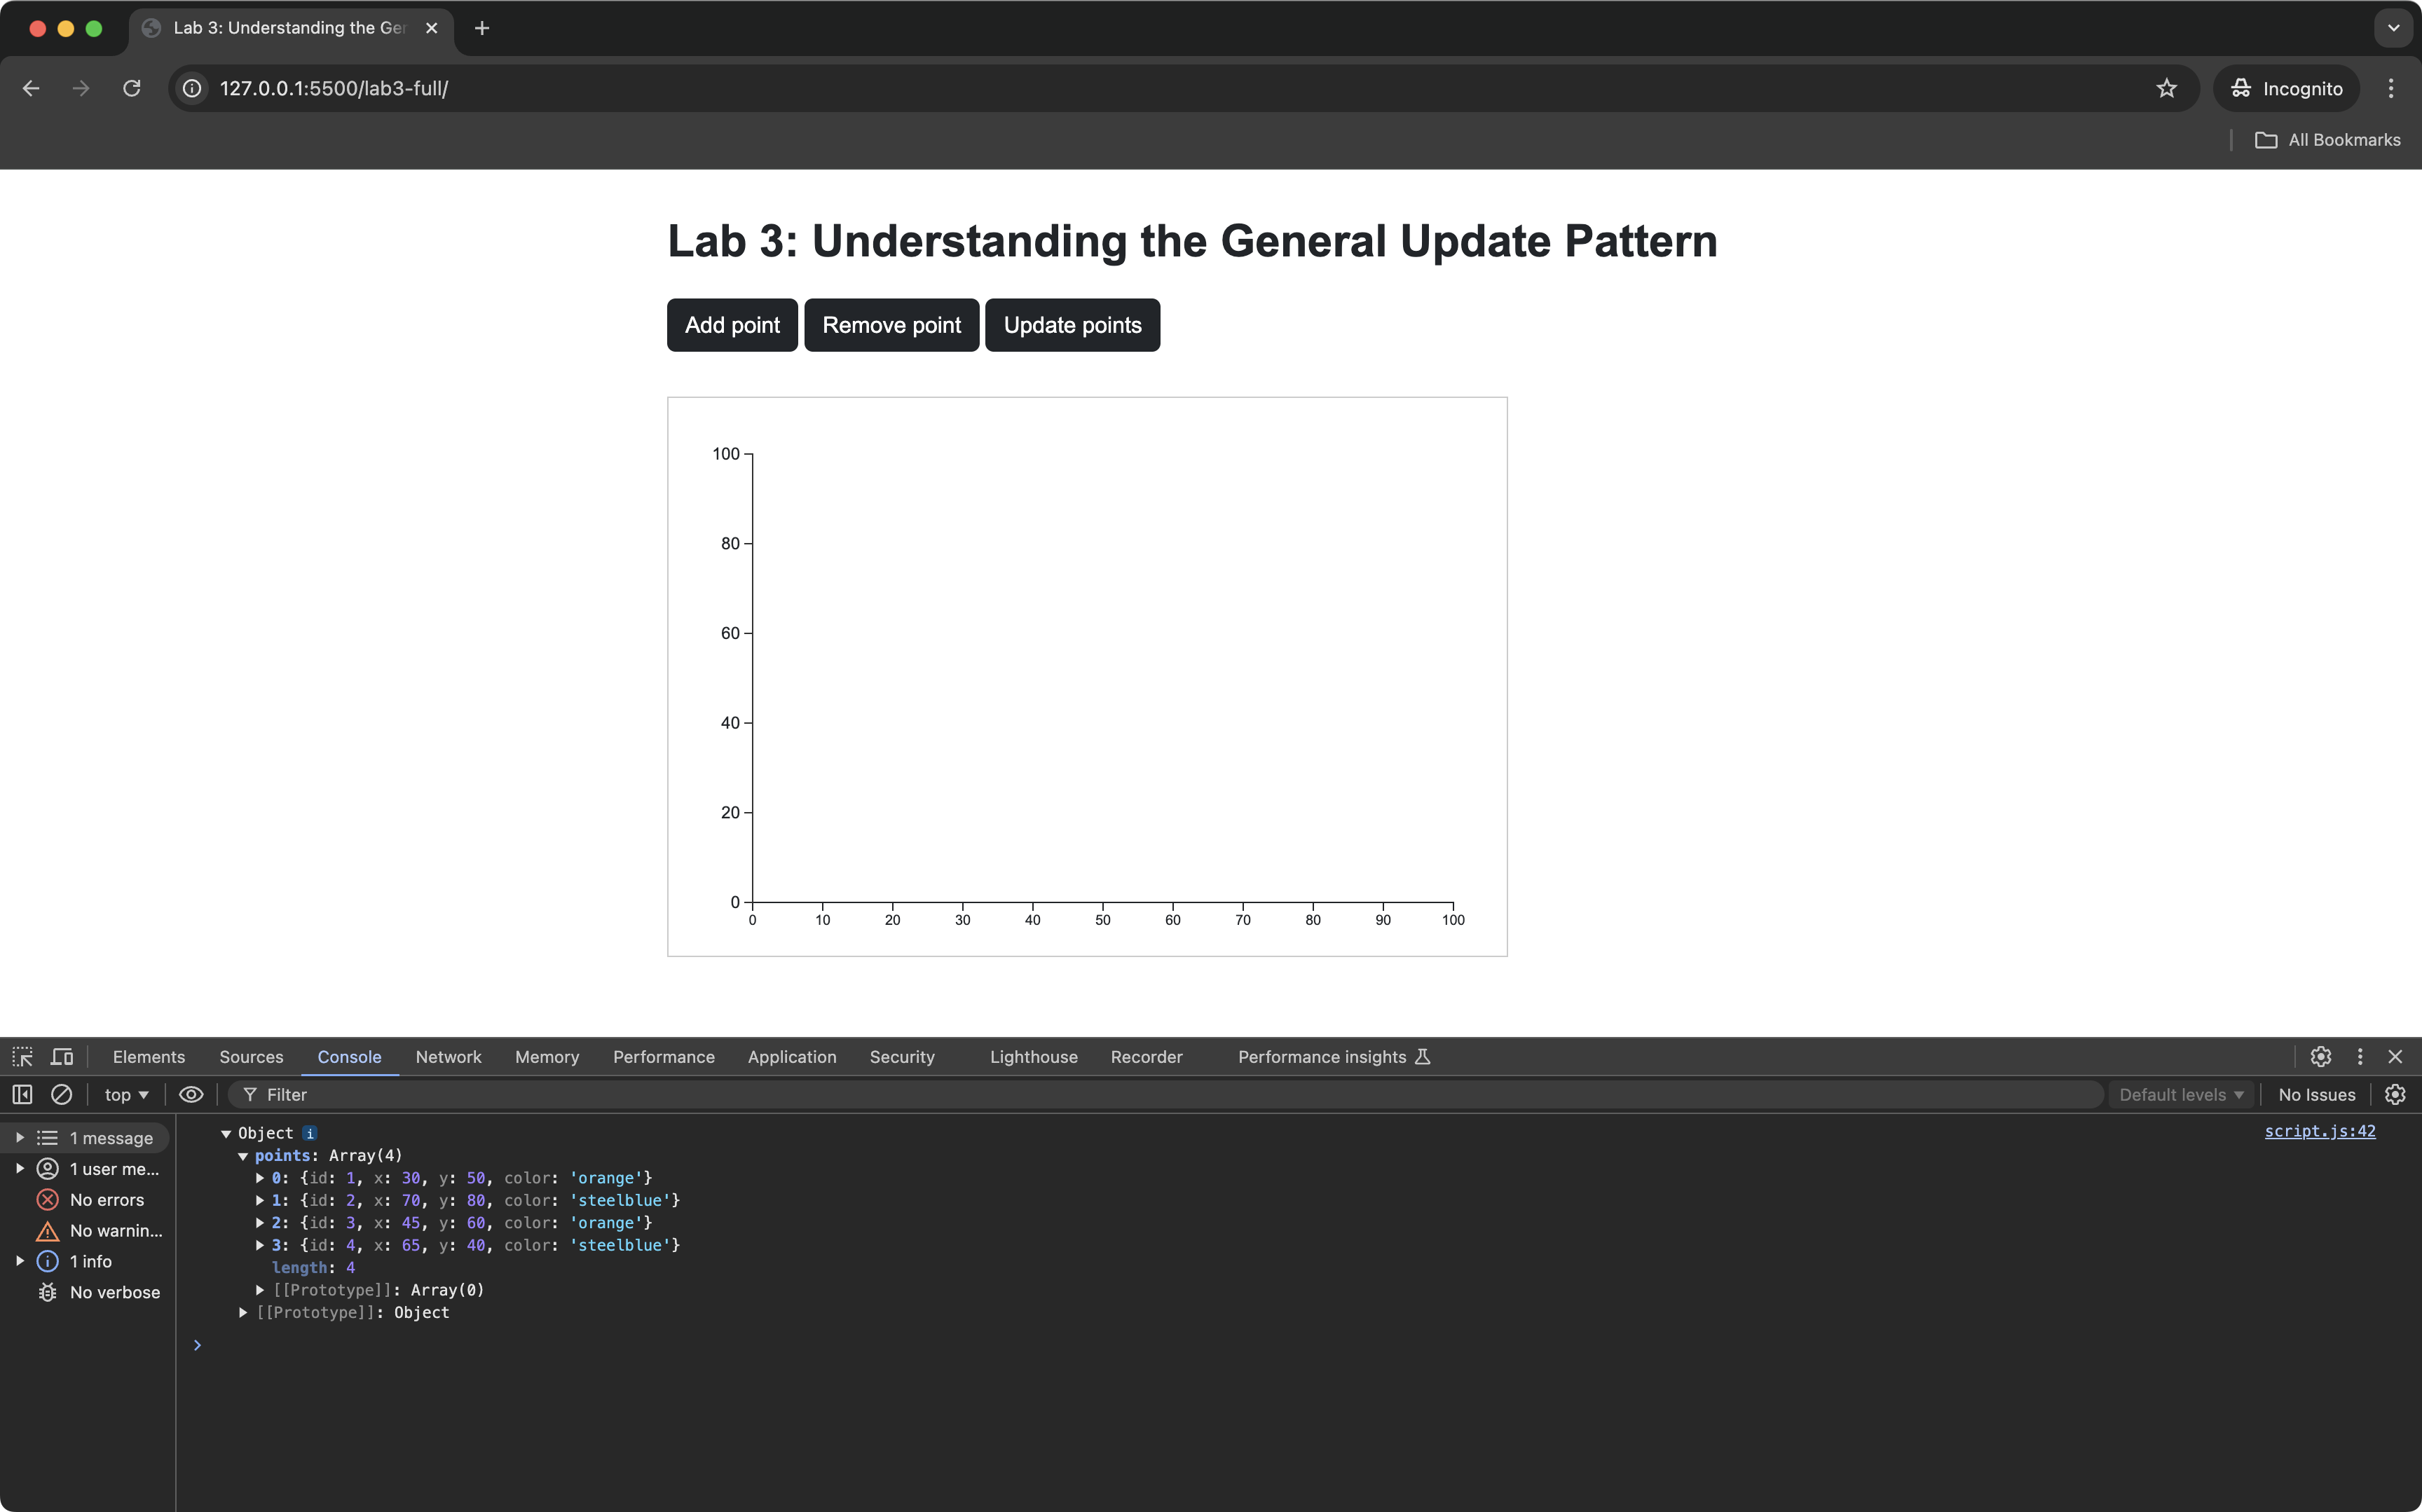 Lab 3: Understanding the Ger
127.0.0.1:5500/lab3-full/
Incognito
All Bookmarks
Lab 3: Understanding the General Update Pattern
Add point Remove point Update points
100
80
60
40
20
0
0 10 20 30 40 50 60 70 80 90 100
Elements Sources Console Network Memory Performance Application Security Lighthouse Recorder Performance insights
top Filter Default levels No Issues
1 message
1 user me...
No errors
No warnin...
1 info
No verbose
Object i script.js:42
points: Array(4)
0: {id: 1, x: 30, y: 50, color: 'orange'}
1: {id: 2, x: 70, y: 80, color: 'steelblue'}
2: {id: 3, x: 45, y: 60, color: 'orange'}
3: {id: 4, x: 65, y: 40, color: 'steelblue'}
length: 4
[[Prototype]]: Array(0)
[[Prototype]]: Object